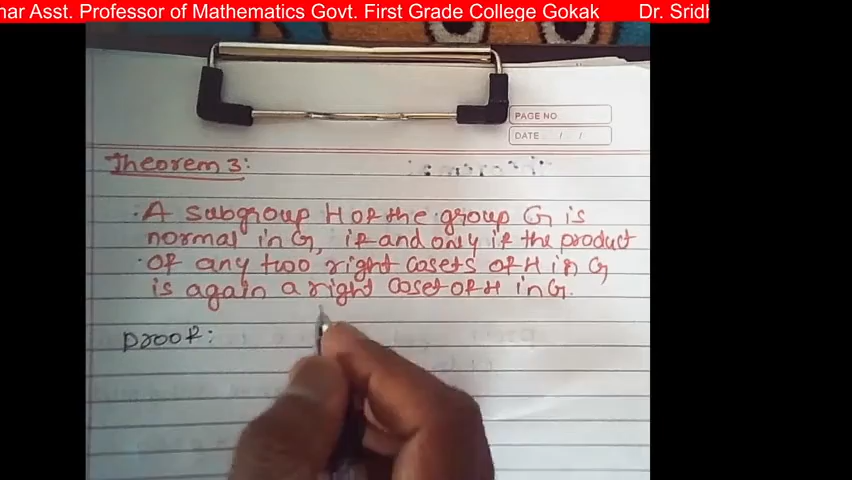 nar Asst. Professor of Mathematics Govt. First Grade College Gokak Dr. Sridh
PAGE NO
DATE / /
Theorem 3:
A subgroup H of the group G is
normal in G, if and only if the product
of any two right cosets of H in G
is again a right coset of H in G.
Proof: